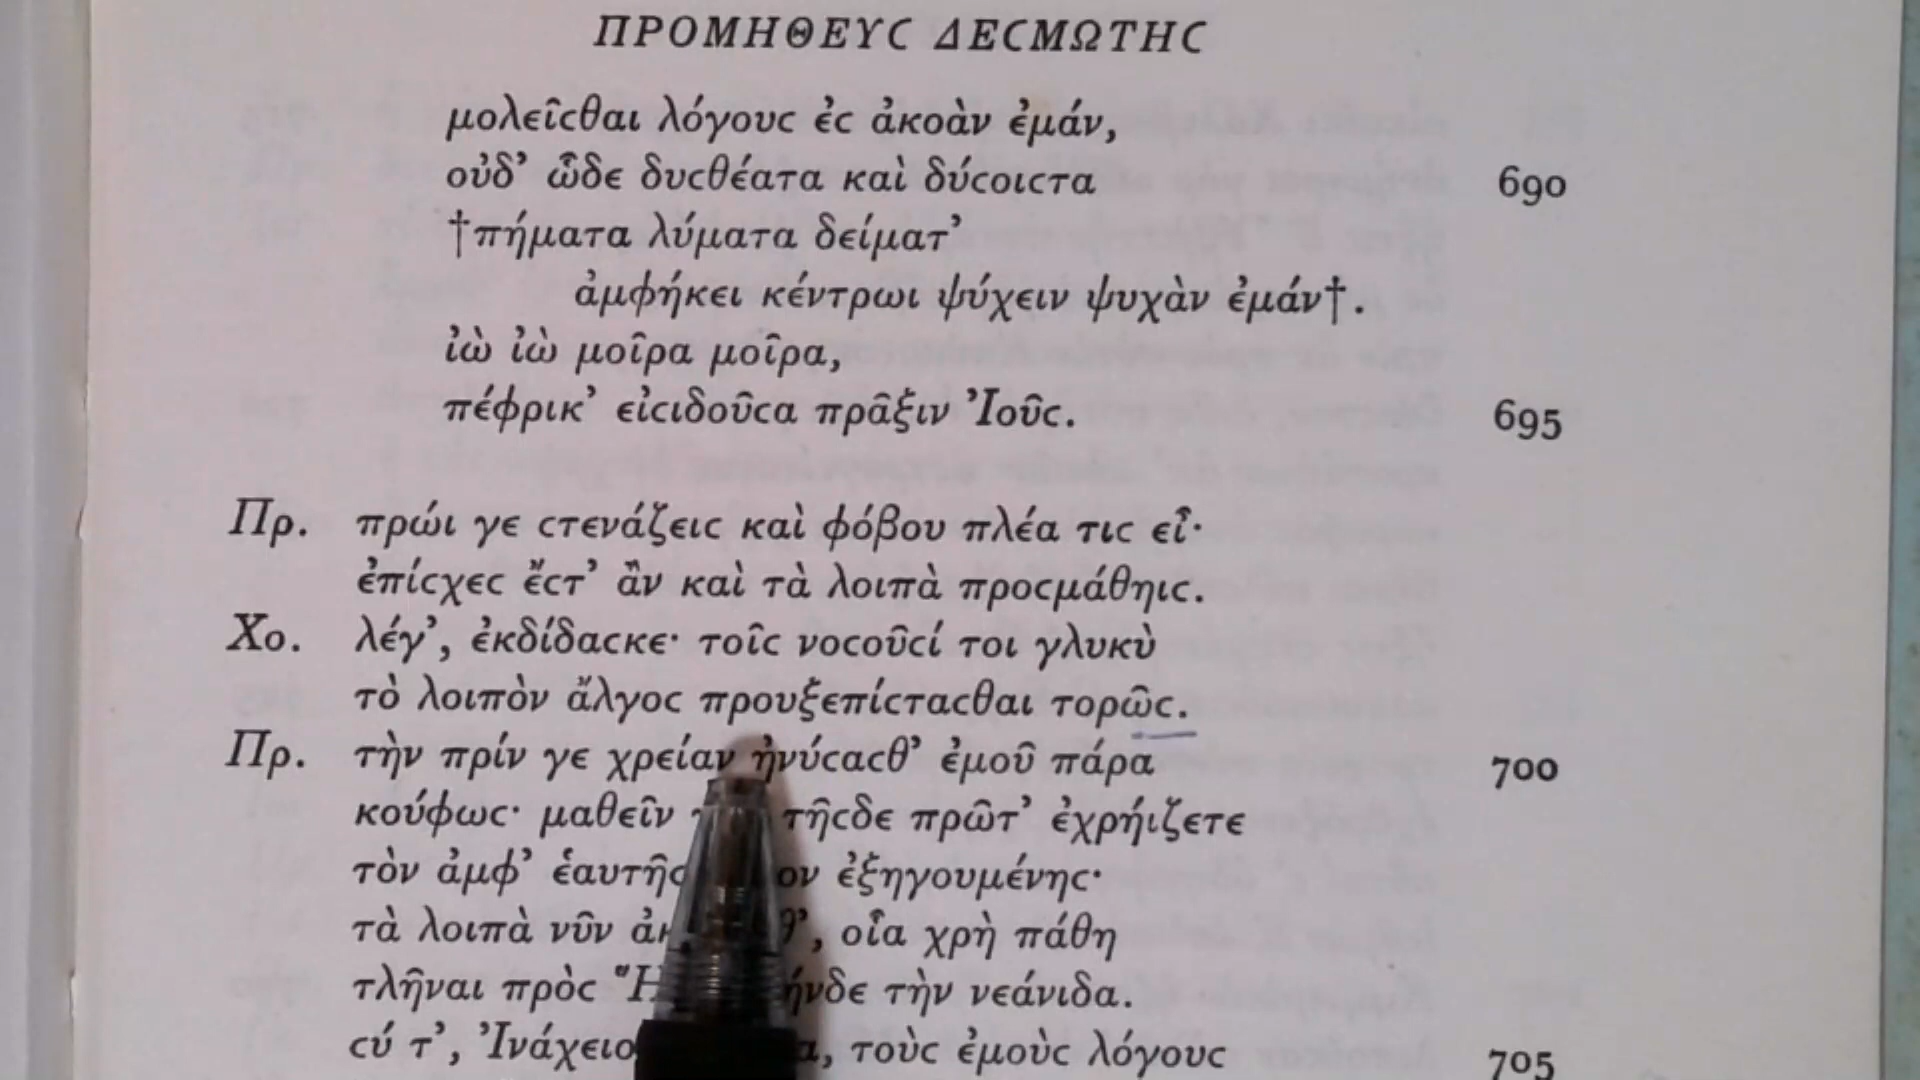 ΠΡΟΜΗΘΕΥϹ ΔΕϹΜΩΤΗϹ
μολεῖϲθαι λόγουϲ ἐϲ ἀκοὰν ἐμάν,
οὐδ’ ὧδε δυϲθέατα καὶ δύϲοιϲτα 690
†πήματα λύματα δείματ’
ἀμφήκει κέντρωι ψύχειν ψυχὰν ἐμάν†.
ἰὼ ἰὼ μοῖρα μοῖρα,
πέφρικ’ εἰϲιδοῦϲα πρᾶξιν Ἰοῦϲ. 695
Πρ. πρώι γε ϲτενάζειϲ καὶ φόβου πλέα τιϲ εἶ·
ἐπίϲχεϲ ἔϲτ’ ἂν καὶ τὰ λοιπὰ προϲμάθηιϲ.
Χο. λέγ’, ἐκδίδαϲκε· τοῖϲ νοϲοῦϲί τοι γλυκὺ
τὸ λοιπὸν ἄλγοϲ προυξεπίϲταϲθαι τορῶϲ.
Πρ. τὴν πρίν γε χρείαν ἠνύϲαϲθ’ ἐμοῦ πάρα 700
κούφωϲ· μαθεῖν τῆϲδε πρῶτ’ ἐχρήιζετε
τὸν ἀμφ’ ἑαυτῆϲ ἐξηγουμένηϲ·
τὰ λοιπὰ νῦν οἷα χρὴ πάθη
τλῆναι πρὸϲ τὴν νεάνιδα.
ϲύ τ’, τοὺϲ ἐμοὺϲ λόγουϲ 705